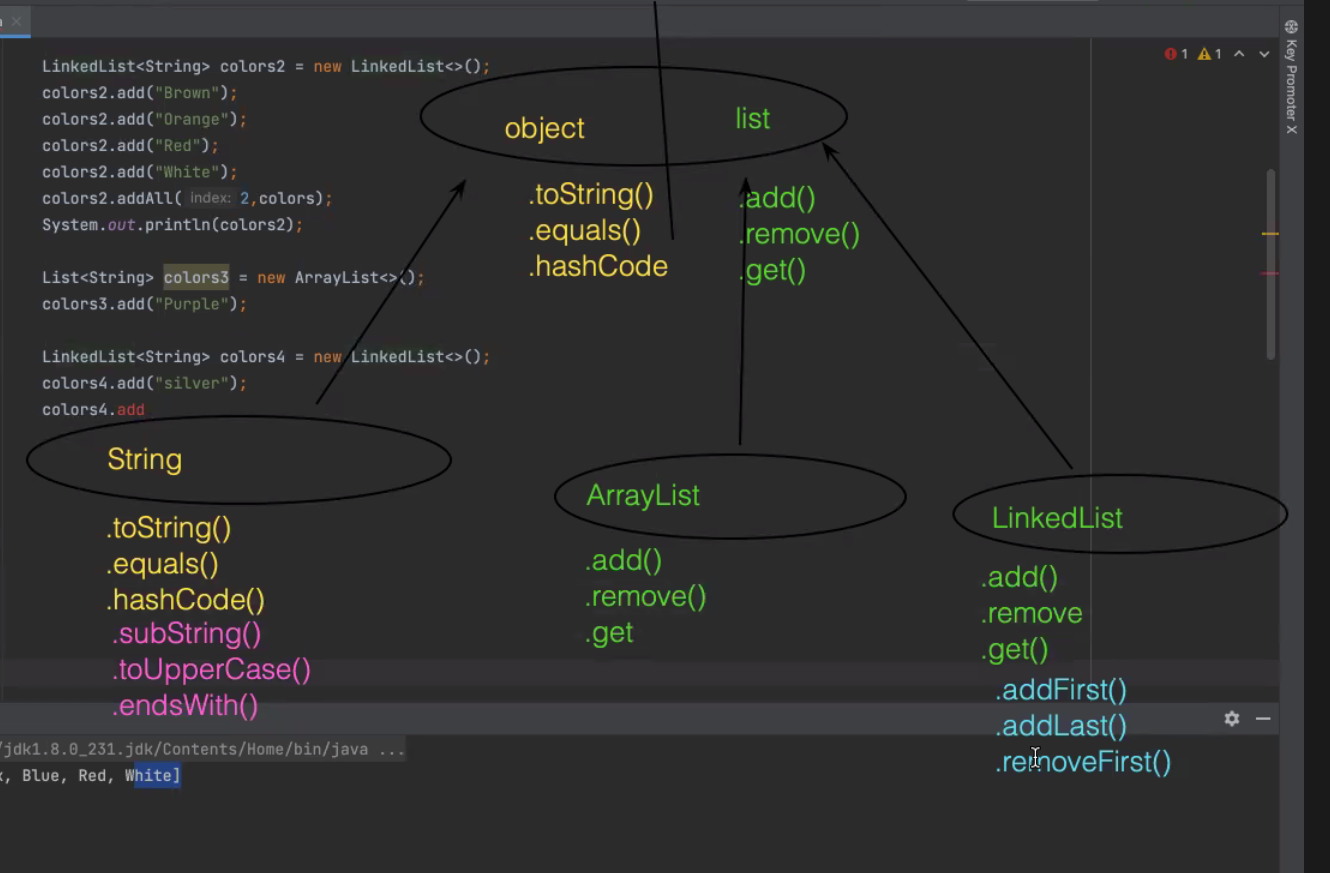 LinkedList<String> colors2 = new LinkedList<>();
colors2.add("Brown");
colors2.add("Orange");
colors2.add("Red");
colors2.add("White");
colors2.addAll( index: 2,colors);
System.out.println(colors2);
List<String> colors3 = new ArrayList<>();
colors3.add("Purple");
LinkedList<String> colors4 = new LinkedList<>();
colors4.add("silver");
colors4.add
1 1
Key Promoter X
object
.toString()
.equals()
.hashCode
list
.add()
.remove()
.get()
String
.toString()
.equals()
.hashCode()
.subString()
.toUpperCase()
.endsWith()
ArrayList
.add()
.remove()
.get
LinkedList
.add()
.remove
.get()
.addFirst()
.addLast()
.removeFirst()
/jdk1.8.0_231.jdk/Contents/Home/bin/java ...
, Blue, Red, White]